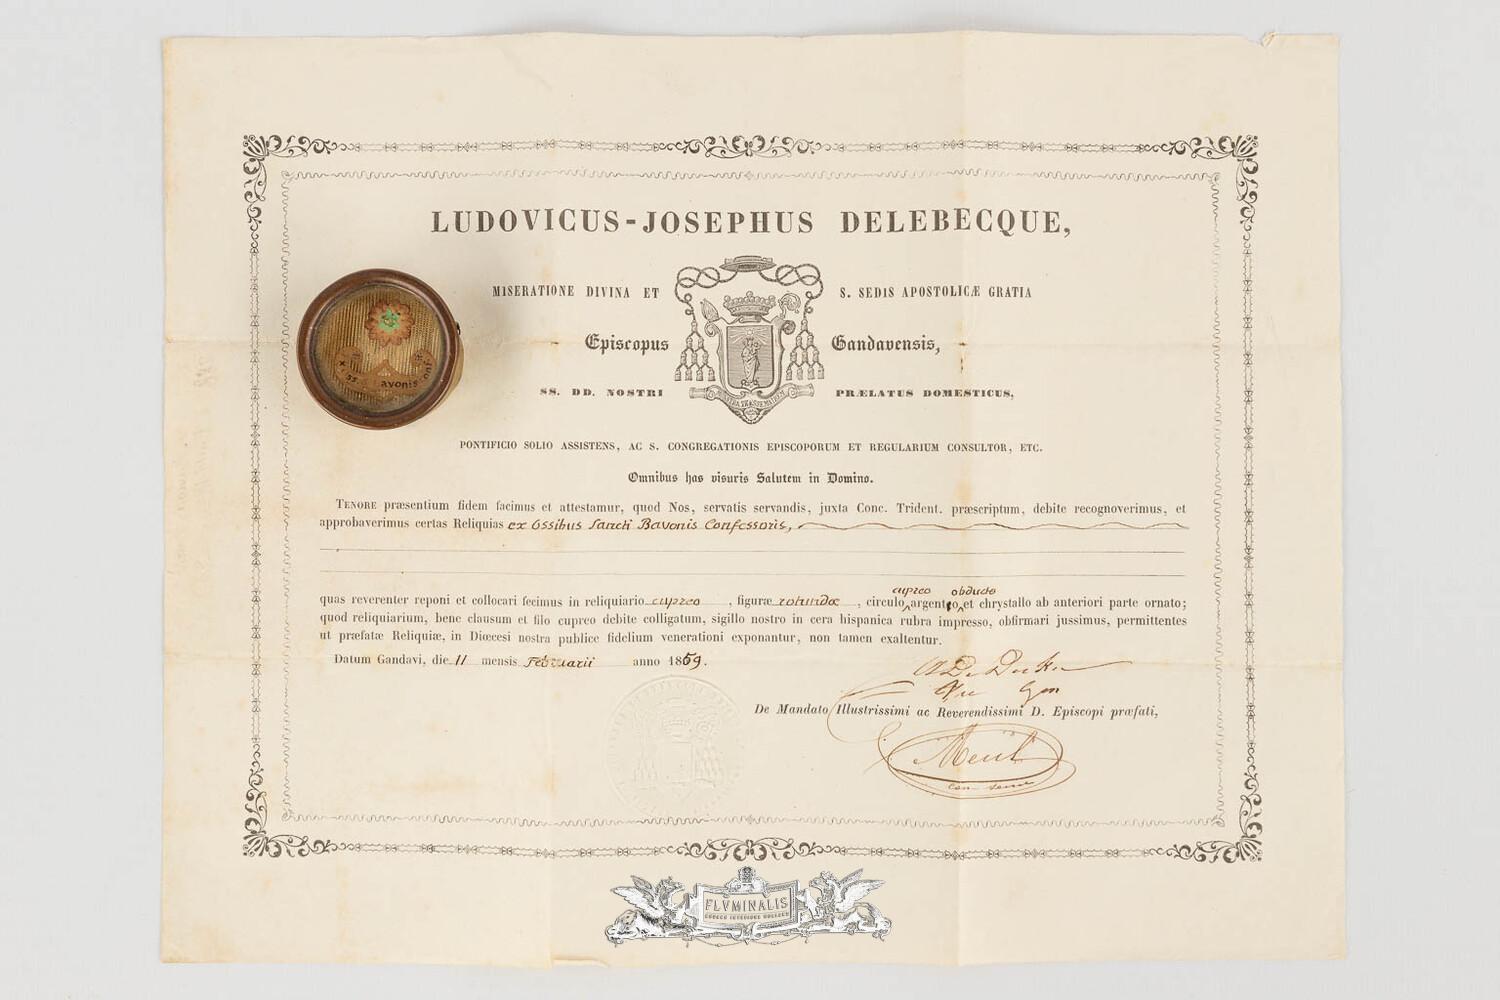 LUDOVICUS-JOSEPHUS DELEBECQUE,
MISERATIONE DIVINA ET S. SEDIS APOSTOLICÆ GRATIA
Episcopus Gandavensis,
SS. DD. NOSTRI PRÆLATUS DOMESTICUS,
PONTIFICIO SOLIO ASSISTENS, AC S. CONGREGATIONIS EPISCOPORUM ET REGULARIUM CONSULTOR, ETC.
Omnibus has visuris Salutem in Domino.
TENORE præsentium fidem facimus et attestamur, quod Nos, servatis servandis, juxta Conc. Trident. præscriptum, debite recognoverimus, et
approbaverimus certas Reliquias ex Ossibus Sancti Bavonis Confessoris,
cupreo obducto
quas reverenter reponi et collocari fecimus in reliquiario cupreo, figuræ rotundæ, circulo argenteo et chrystallo ab anteriori parte ornato;
quod reliquiarium, bene clausum et filo cupreo debite colligatum, sigillo nostro in cera hispanica rubra impresso, obfirmari jussimus, permittentes
ut præfatæ Reliquiæ, in Diœcesi nostra publice fidelium venerationi exponantur, non tamen exaltentur.
Datum Gandavi, die 11 mensis Februarii anno 1859.
De Mandato Illustrissimi ac Reverendissimi D. Episcopi præfati,
Bavonis
FLVMINALIS